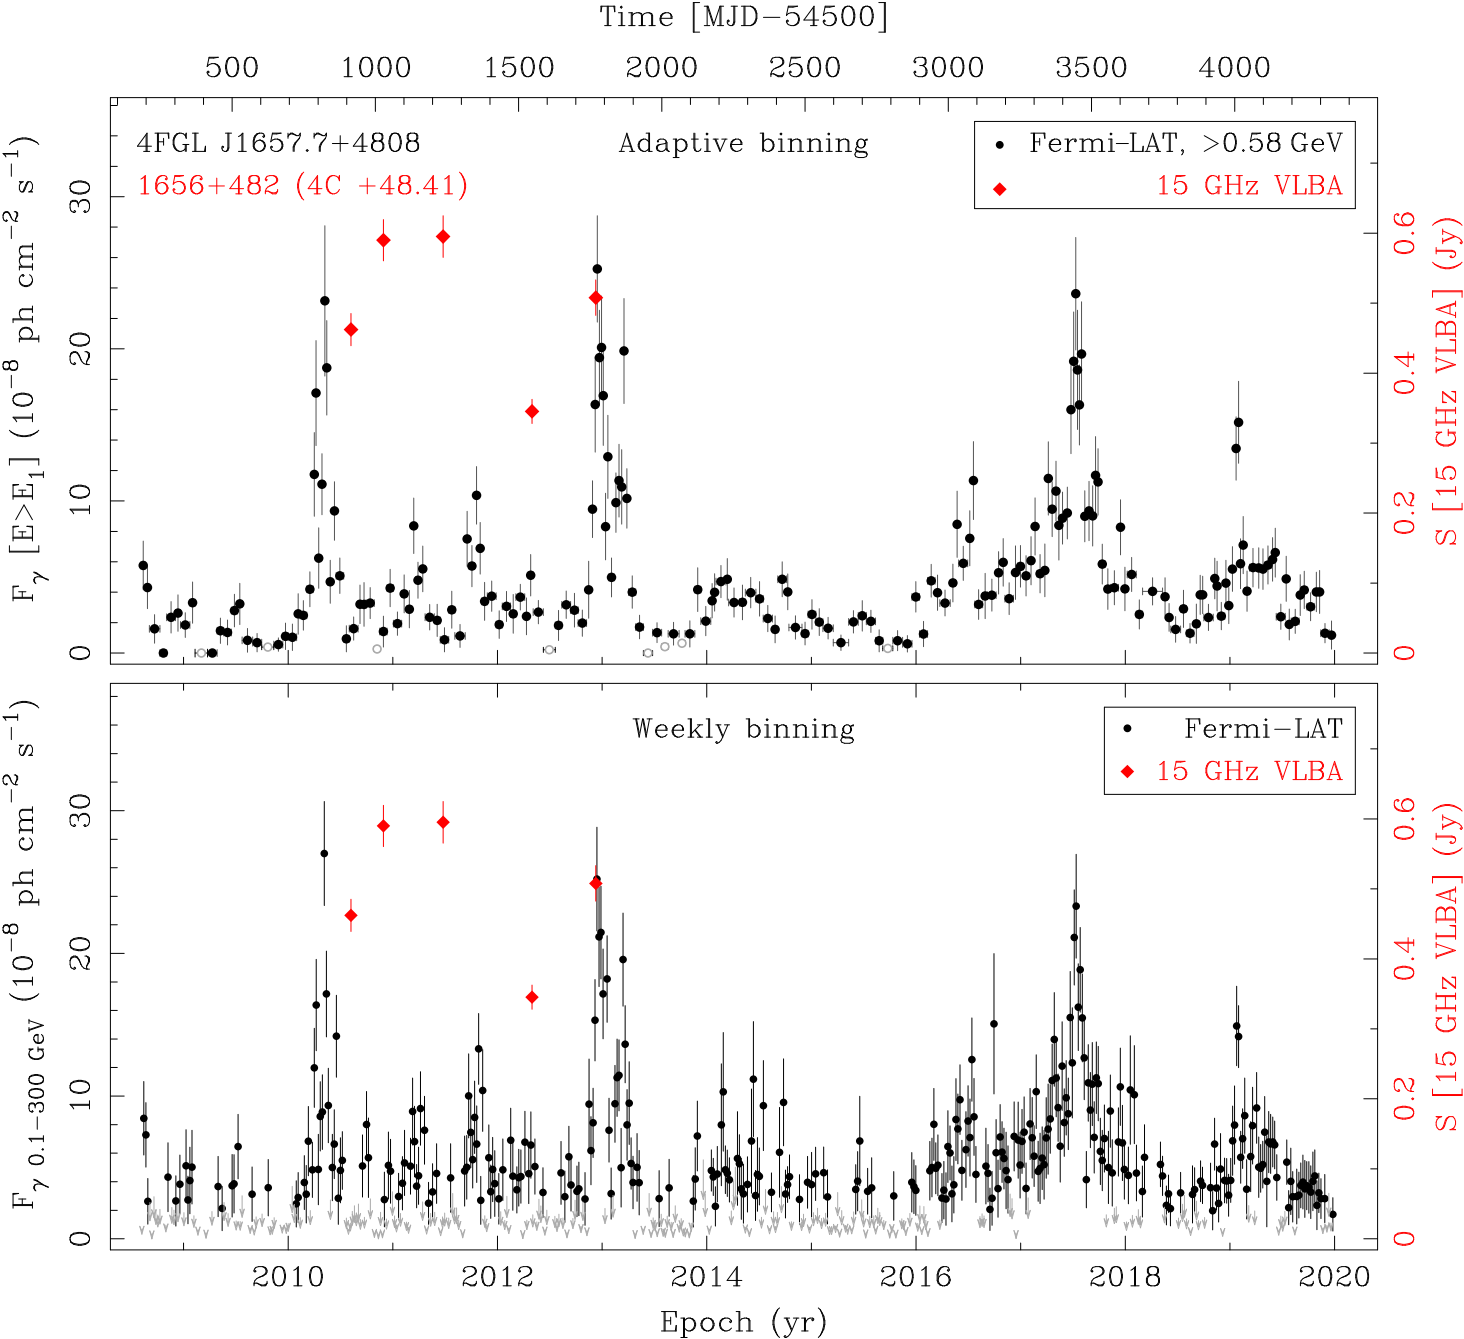 Time [MJD−54500]
500 1000 1500 2000 2500 3000 3500 4000
4FGL J1657.7+4808
1656+482 (4C +48.41)
Adaptive binning
Fermi−LAT, >0.58 GeV
15 GHz VLBA
F_γ [E>E_1] (10^−8 ph cm^−2 s^−1)
30
20
10
0
S [15 GHz VLBA] (Jy)
0.6
0.4
0.2
0
Weekly binning
Fermi−LAT
15 GHz VLBA
F_γ 0.1−300 GeV (10^−8 ph cm^−2 s^−1)
30
20
10
0
S [15 GHz VLBA] (Jy)
0.6
0.4
0.2
0
2010 2012 2014 2016 2018 2020
Epoch (yr)